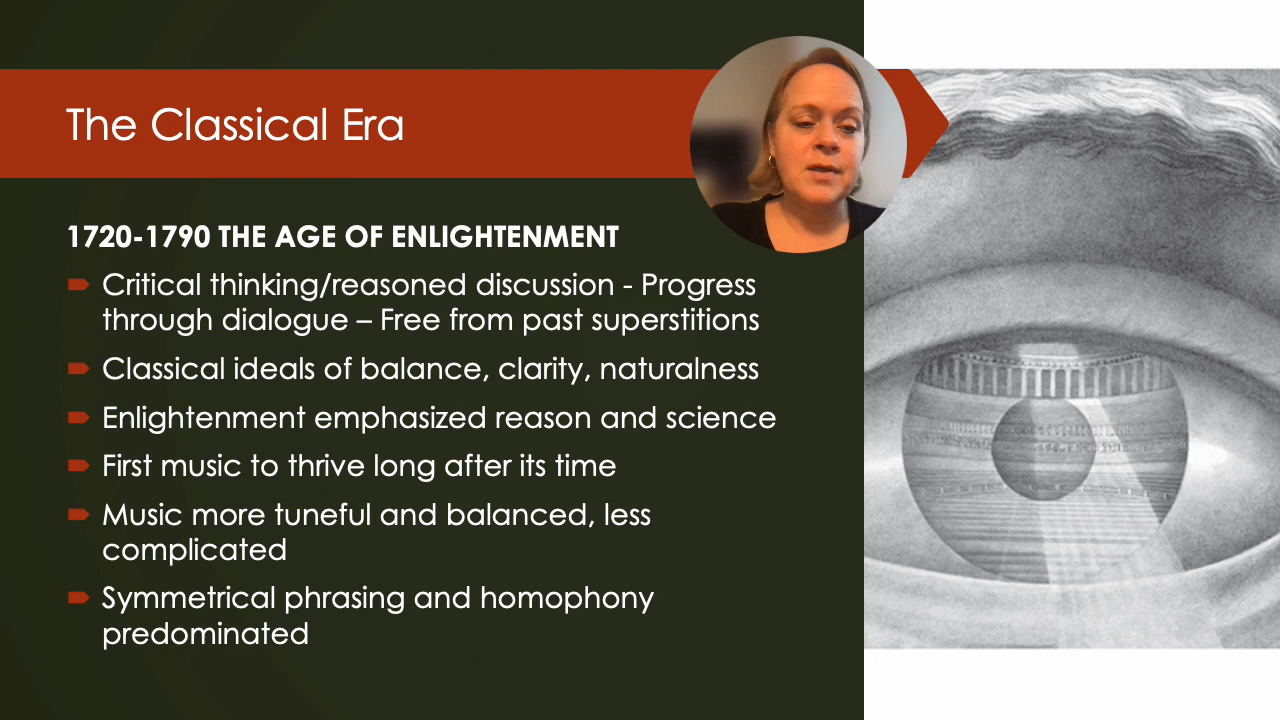 The Classical Era
1720-1790 THE AGE OF ENLIGHTENMENT
Critical thinking/reasoned discussion - Progress
through dialogue – Free from past superstitions
Classical ideals of balance, clarity, naturalness
Enlightenment emphasized reason and science
First music to thrive long after its time
Music more tuneful and balanced, less
complicated
Symmetrical phrasing and homophony
predominated